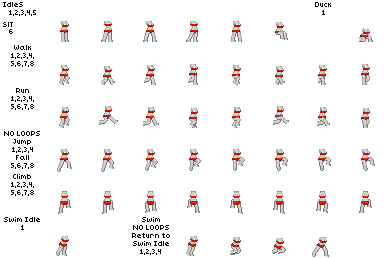 IdleS
1,2,3,4,5
Duck
1
SIT
6
Walk
1,2,3,4,
5,6,7,8
Run
1,2,3,4,
5,6,7,8
NO LOOPS
Jump
1,2,3,4
Fall
5,6,7,8
Climb
1,2,3,4,
5,6,7,8
Swim Idle
1
Swim
NO LOOPS
Return to
Swim Idle
1,2,3,4